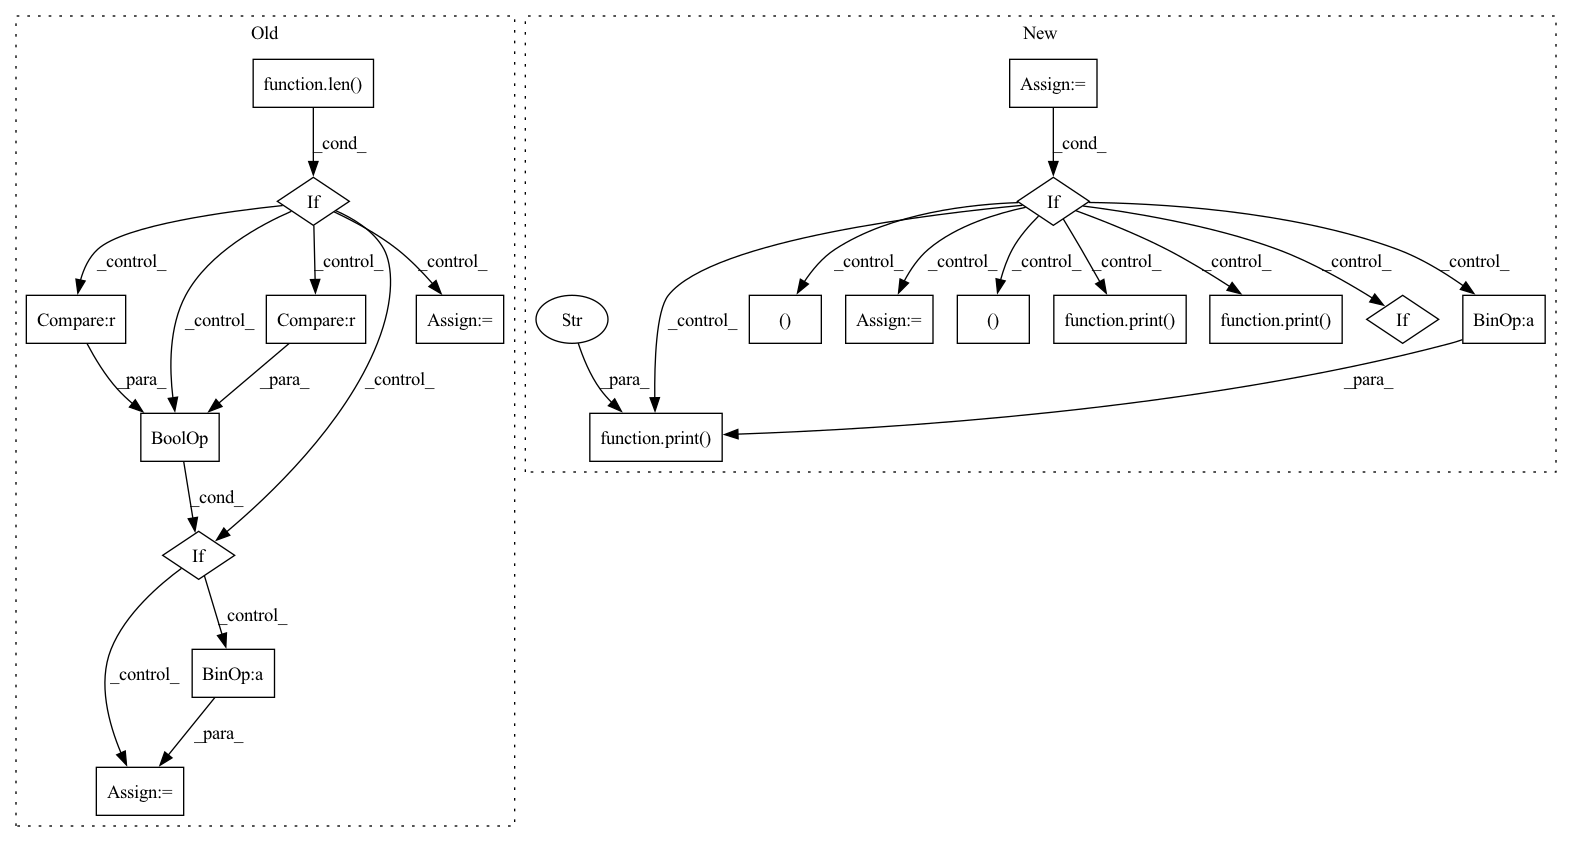 Old
New
function.len()
Assign:=
_cond_
_cond_
If
If
_control_
_control_
_control_
_control_
_control_
_control_
_control_
_control_
_control_
_control_
Compare:r
Compare:r
Assign:=
Str
()
Assign:=
()
function.print()
function.print()
If
BinOp:a
_control_
_control_
_para_
_para_
_control_
_para_
_para_
BoolOp
function.print()
_cond_
If
_control_
BinOp:a
_control_
_para_
Assign:=